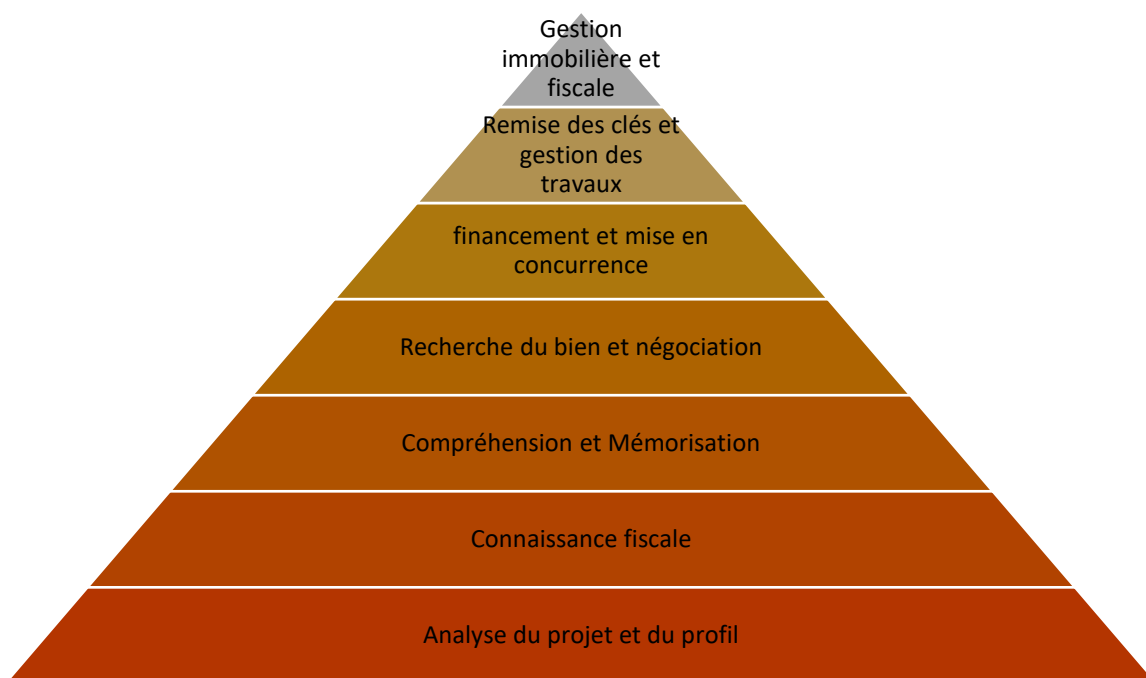 Gestion
immobilière et
fiscale
Remise des clés et
gestion des
travaux
financement et mise en
concurrence
Recherche du bien et négociation
Compréhension et Mémorisation
Connaissance fiscale
Analyse du projet et du profil